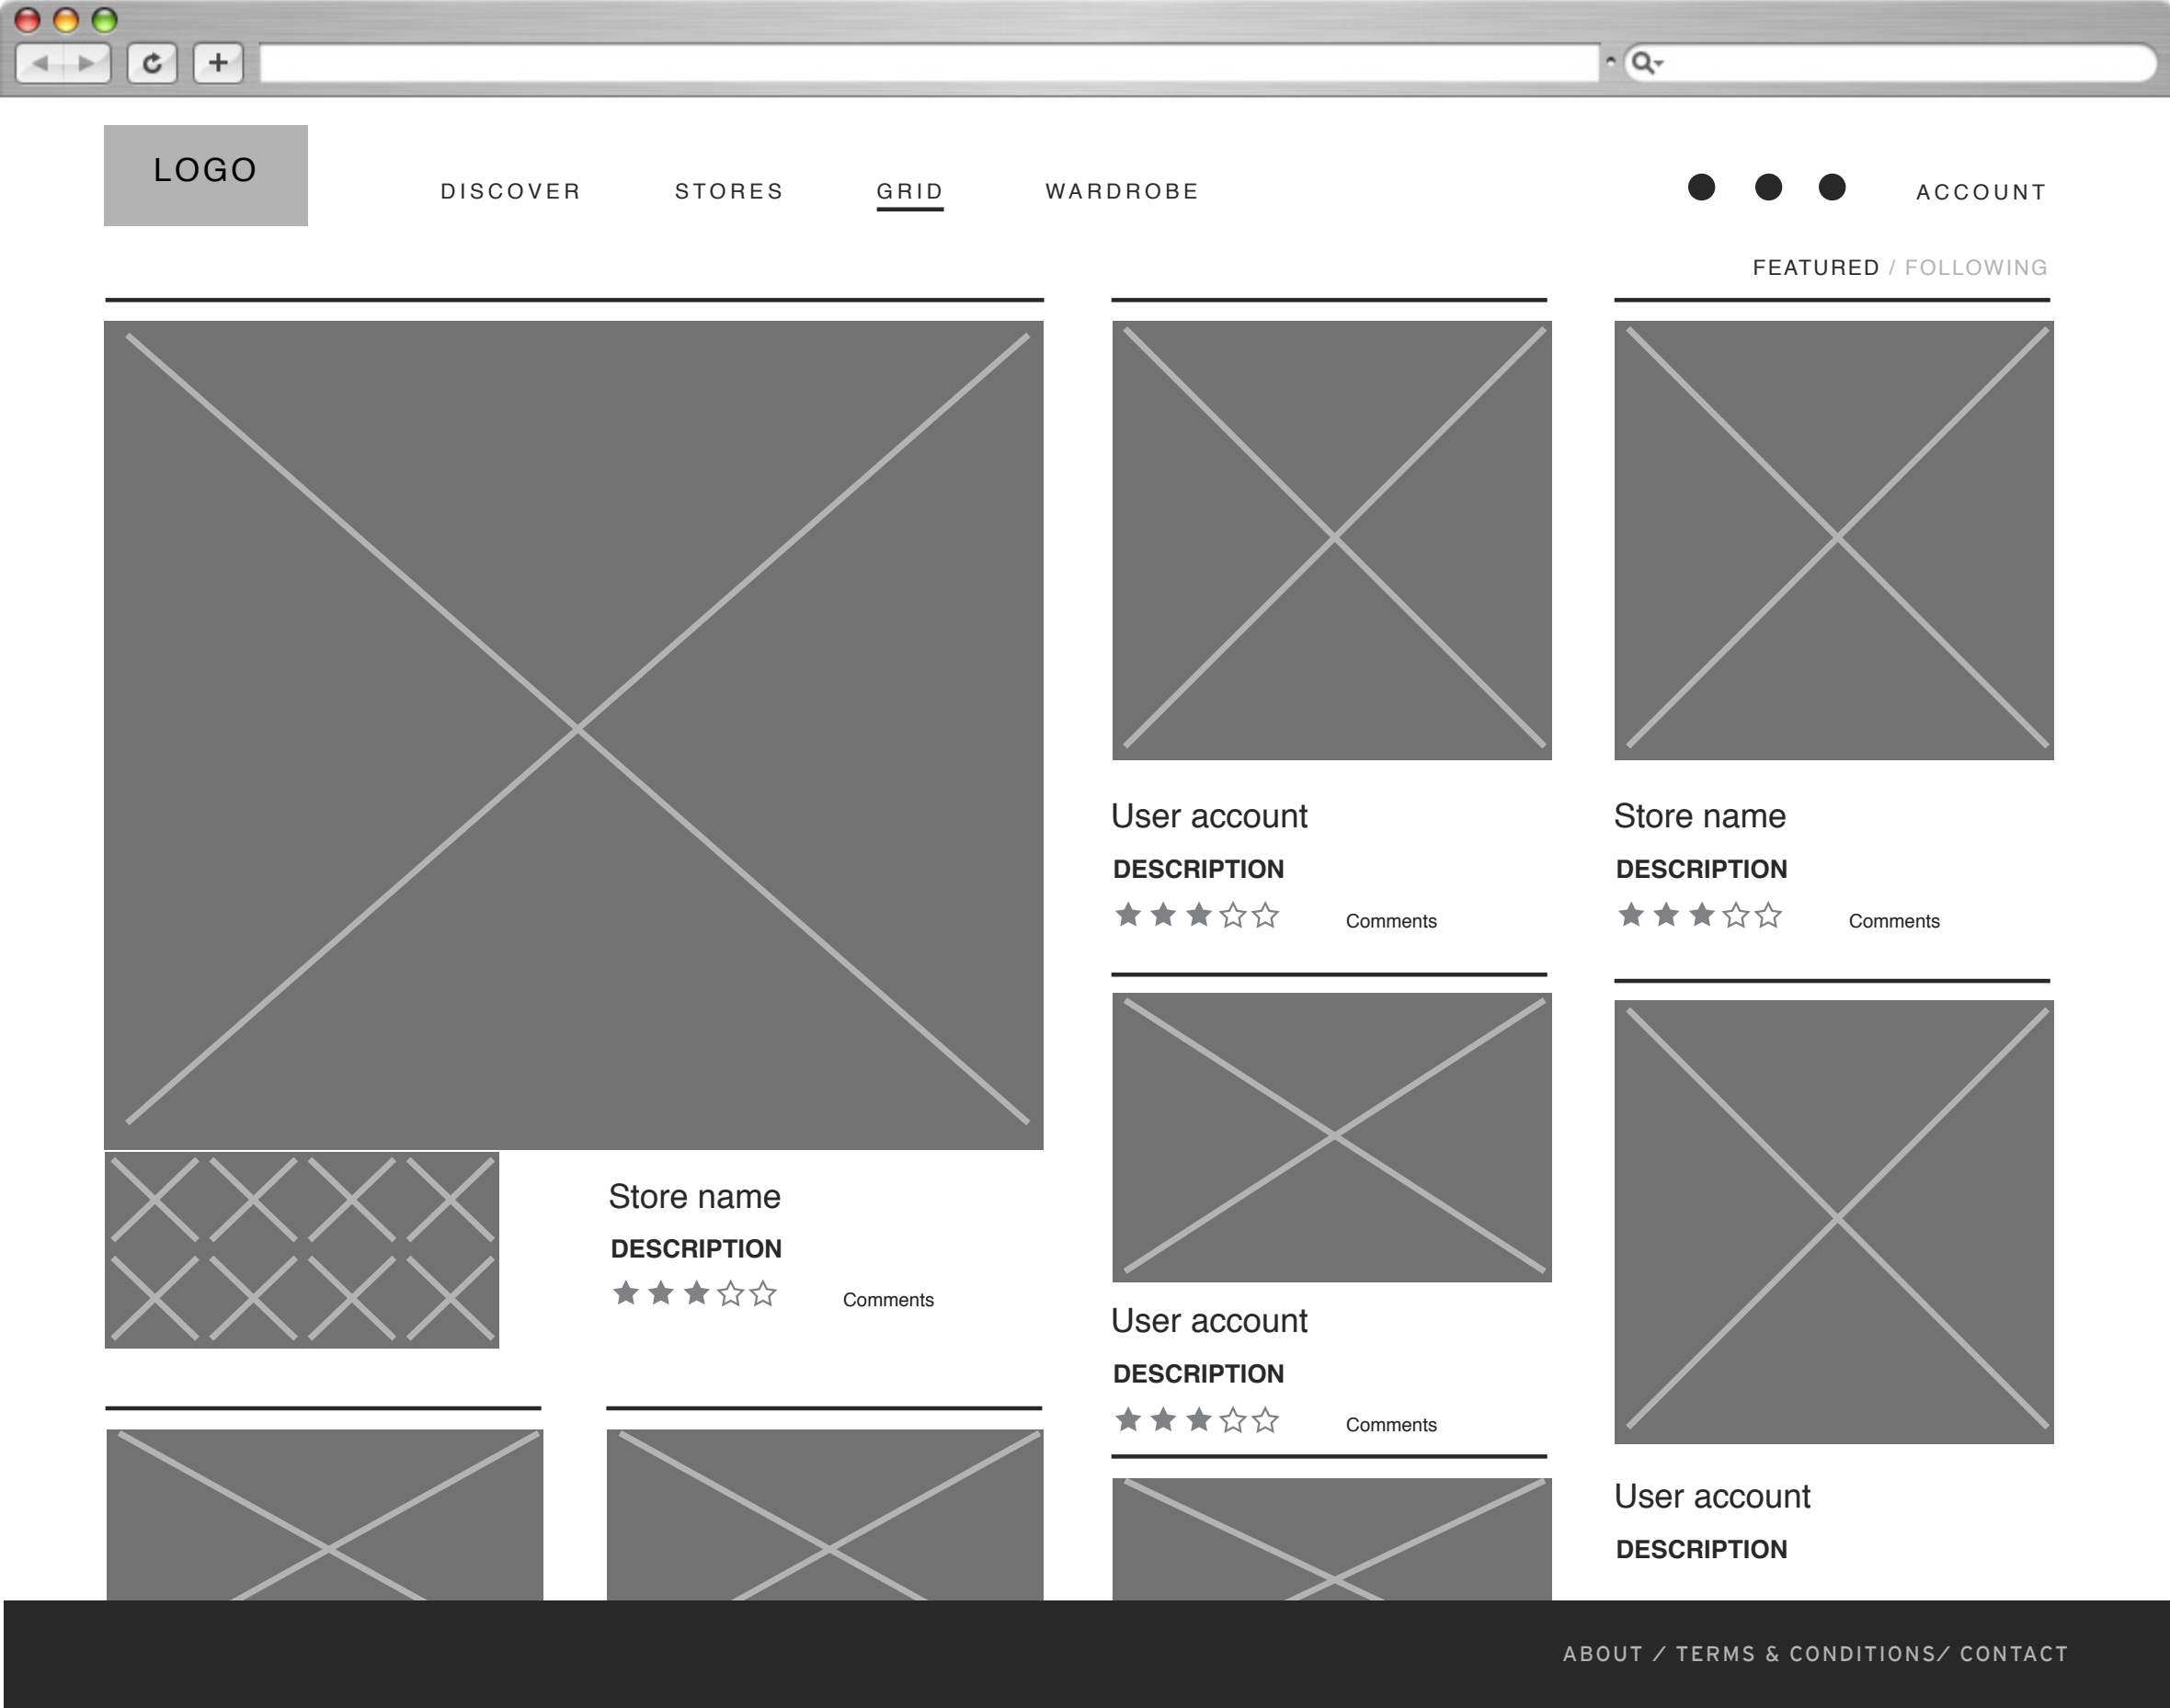 LOGO
DISCOVER STORES GRID WARDROBE ACCOUNT
FEATURED / FOLLOWING
User account
DESCRIPTION
Comments
Store name
DESCRIPTION
Comments
Store name
DESCRIPTION
Comments
User account
DESCRIPTION
Comments
User account
DESCRIPTION
ABOUT / TERMS & CONDITIONS/ CONTACT